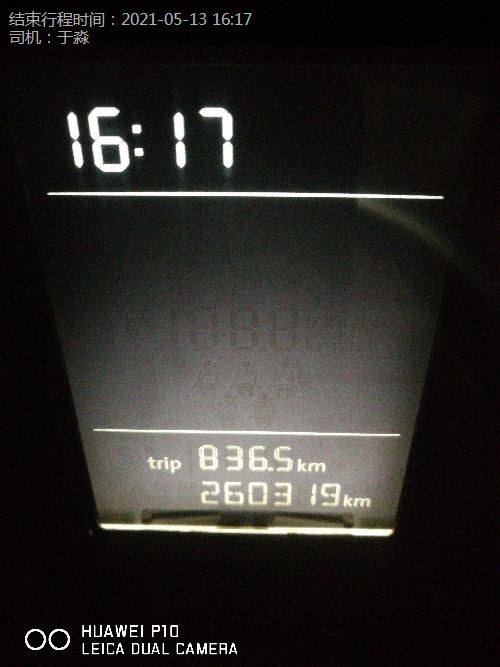 结束行程时间：2021-05-13 16:17
司机：于淼
16:17
trip 836.5 km
260319 km
HUAWEI P10
LEICA DUAL CAMERA